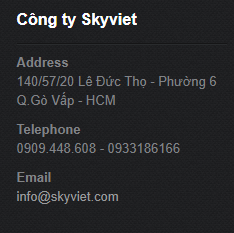 Công ty Skyviet
Address
140/57/20 Lê Đức Thọ - Phường 6
Q.Gò Vấp - HCM
Telephone
0909.448.608 - 0933186166
Email
info@skyviet.com